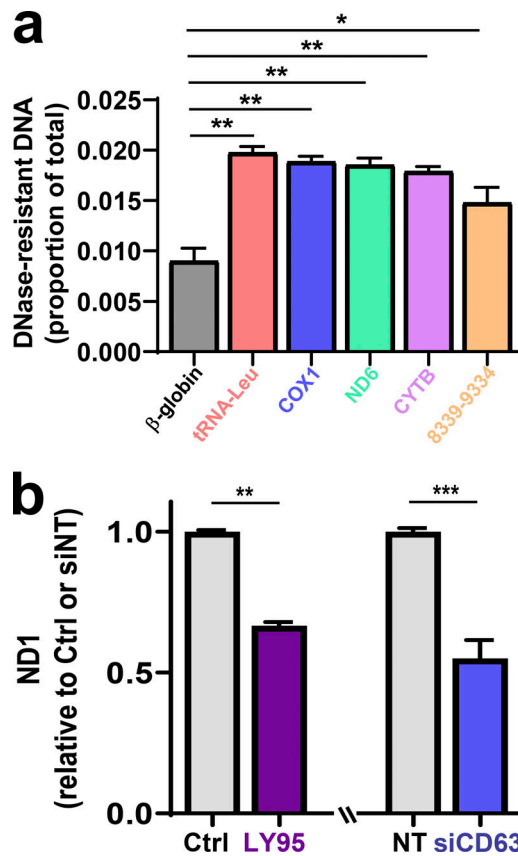 a
*
**
**
**
**
DNase-resistant DNA
(proportion of total)
0.025
0.020
0.015
0.010
0.005
0.000
β-globin
tRNA-Leu
COX1
ND6
CYTB
8339-9334
b
**
***
ND1
(relative to Ctrl or siNT)
1.0
0.5
0.0
Ctrl LY95 NT siCD63